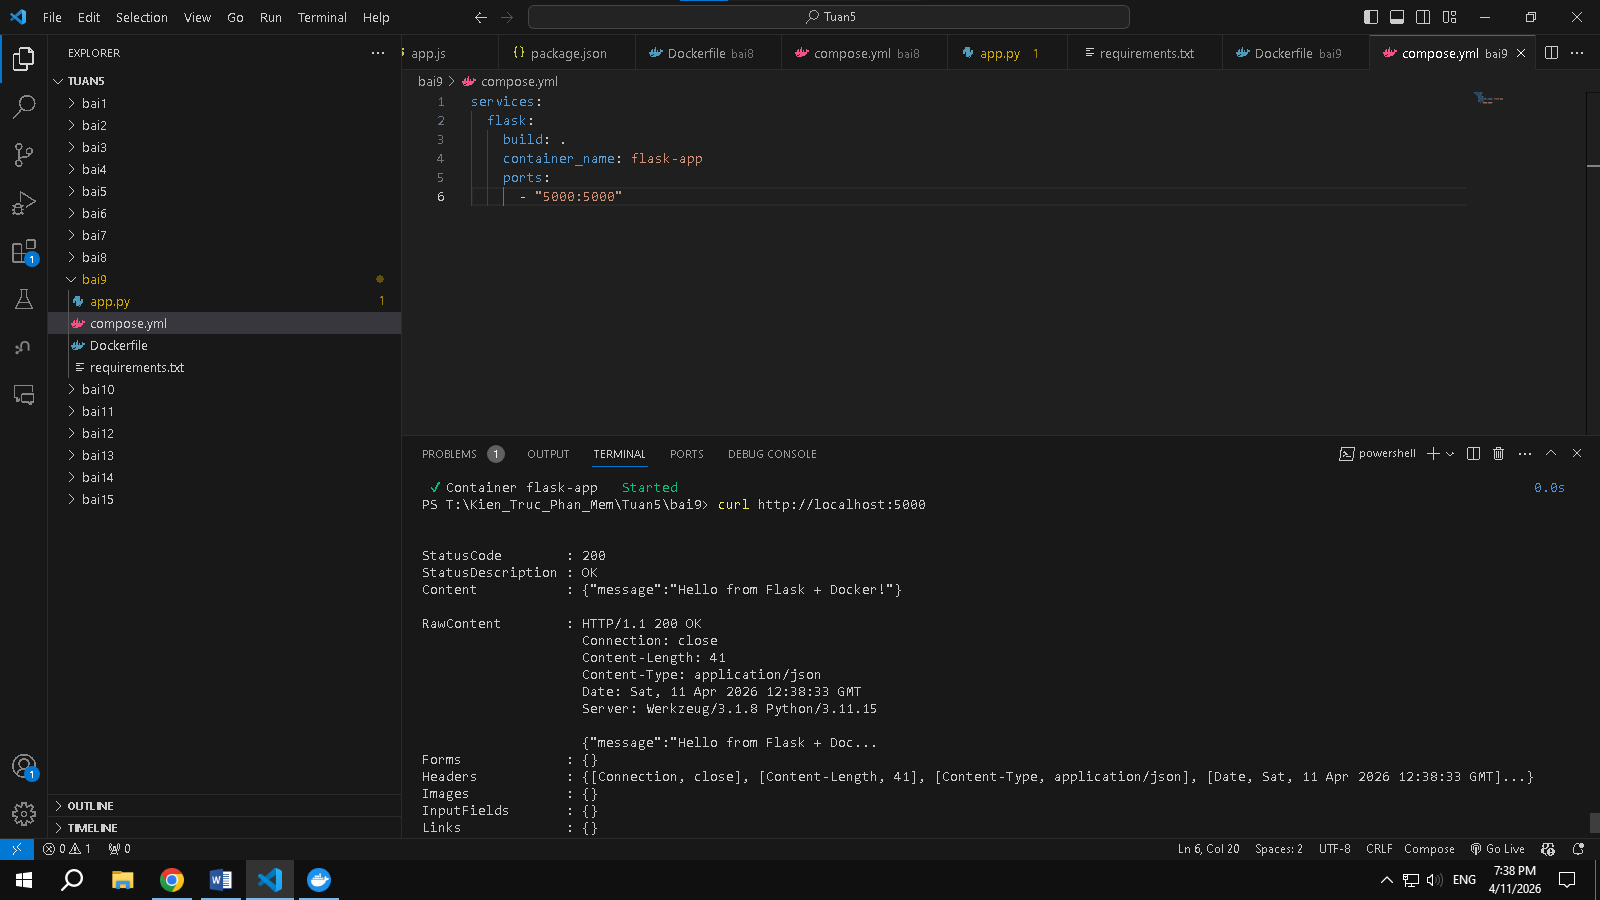 File Edit Selection View Go Run Terminal Help
Tuan5
EXPLORER
TUAN5
bai1
bai2
bai3
bai4
bai5
bai6
bai7
bai8
bai9
app.py 1
compose.yml
Dockerfile
requirements.txt
bai10
bai11
bai12
bai13
bai14
bai15
OUTLINE
TIMELINE
1
1
app.js
package.json
Dockerfile bai8
compose.yml bai8
app.py 1
requirements.txt
Dockerfile bai9
compose.yml bai9
bai9 > compose.yml
1 services:
2 flask:
3 build: .
4 container_name: flask-app
5 ports:
6 - "5000:5000"
PROBLEMS 1 OUTPUT TERMINAL PORTS DEBUG CONSOLE
powershell
✓ Container flask-app Started 0.0s
PS T:\Kien_Truc_Phan_Mem\Tuan5\bai9> curl http://localhost:5000
StatusCode : 200
StatusDescription : OK
Content : {"message":"Hello from Flask + Docker!"}
RawContent : HTTP/1.1 200 OK
Connection: close
Content-Length: 41
Content-Type: application/json
Date: Sat, 11 Apr 2026 12:38:33 GMT
Server: Werkzeug/3.1.8 Python/3.11.15
{"message":"Hello from Flask + Doc...
Forms : {}
Headers : {[Connection, close], [Content-Length, 41], [Content-Type, application/json], [Date, Sat, 11 Apr 2026 12:38:33 GMT]...}
Images : {}
InputFields : {}
Links : {}
0 1 0
Ln 6, Col 20 Spaces: 2 UTF-8 CRLF Compose Go Live
ENG
7:38 PM
4/11/2026